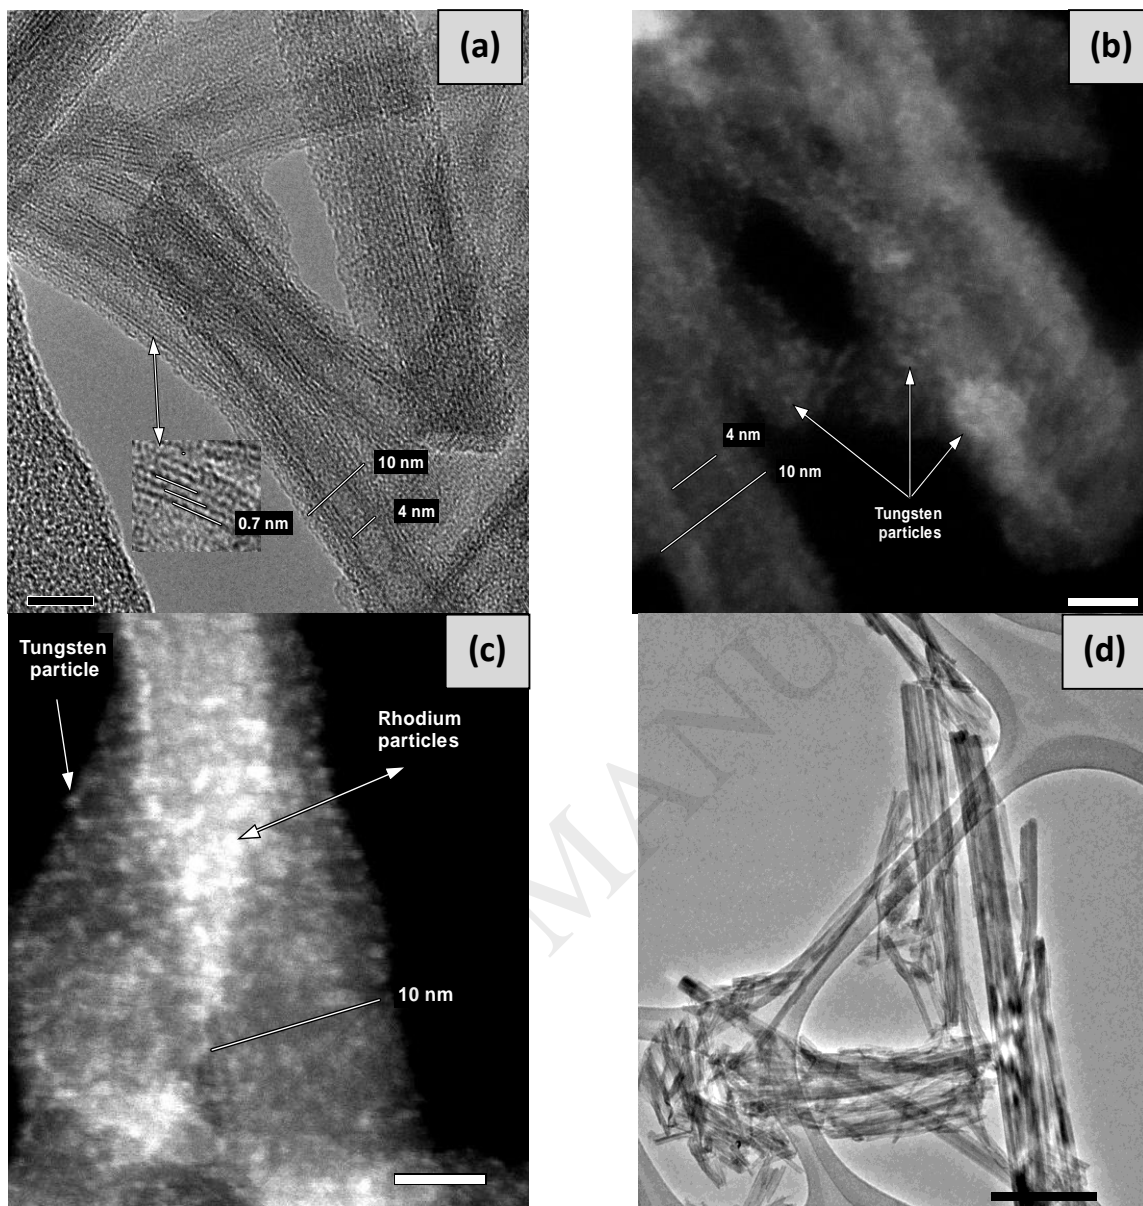 (a)
10 nm
4 nm
0.7 nm
(b)
4 nm
10 nm
Tungsten
particles
(c)
Tungsten
particle
Rhodium
particles
10 nm
(d)
MANU